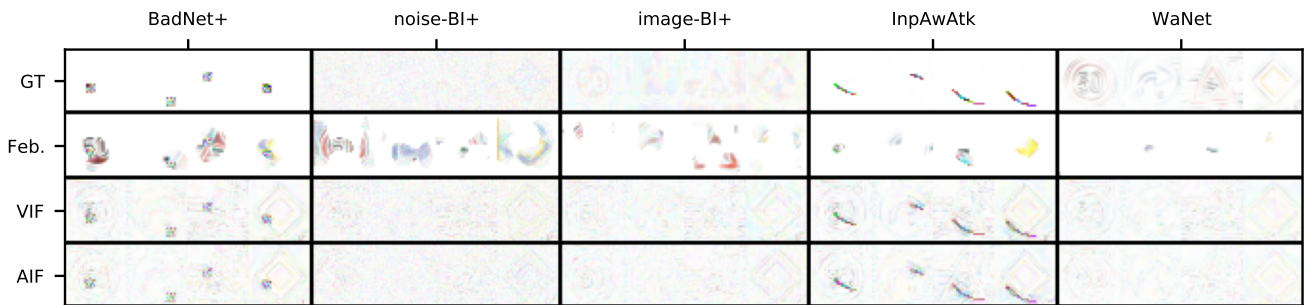 BadNet+ noise-BI+ image-BI+ InpAwAtk WaNet
GT
Feb.
VIF
AIF